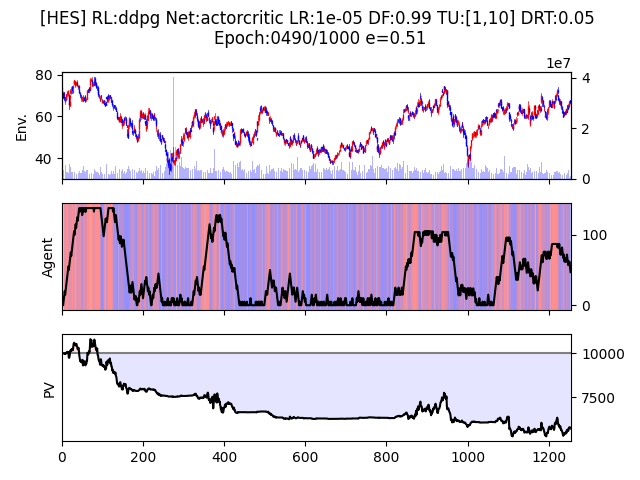 [HES] RL:ddpg Net:actorcritic LR:1e-05 DF:0.99 TU:[1,10] DRT:0.05
Epoch:0490/1000 e=0.51
1e7
80
60
40
Env.
4
2
0
Agent
100
0
PV
10000
7500
0 200 400 600 800 1000 1200